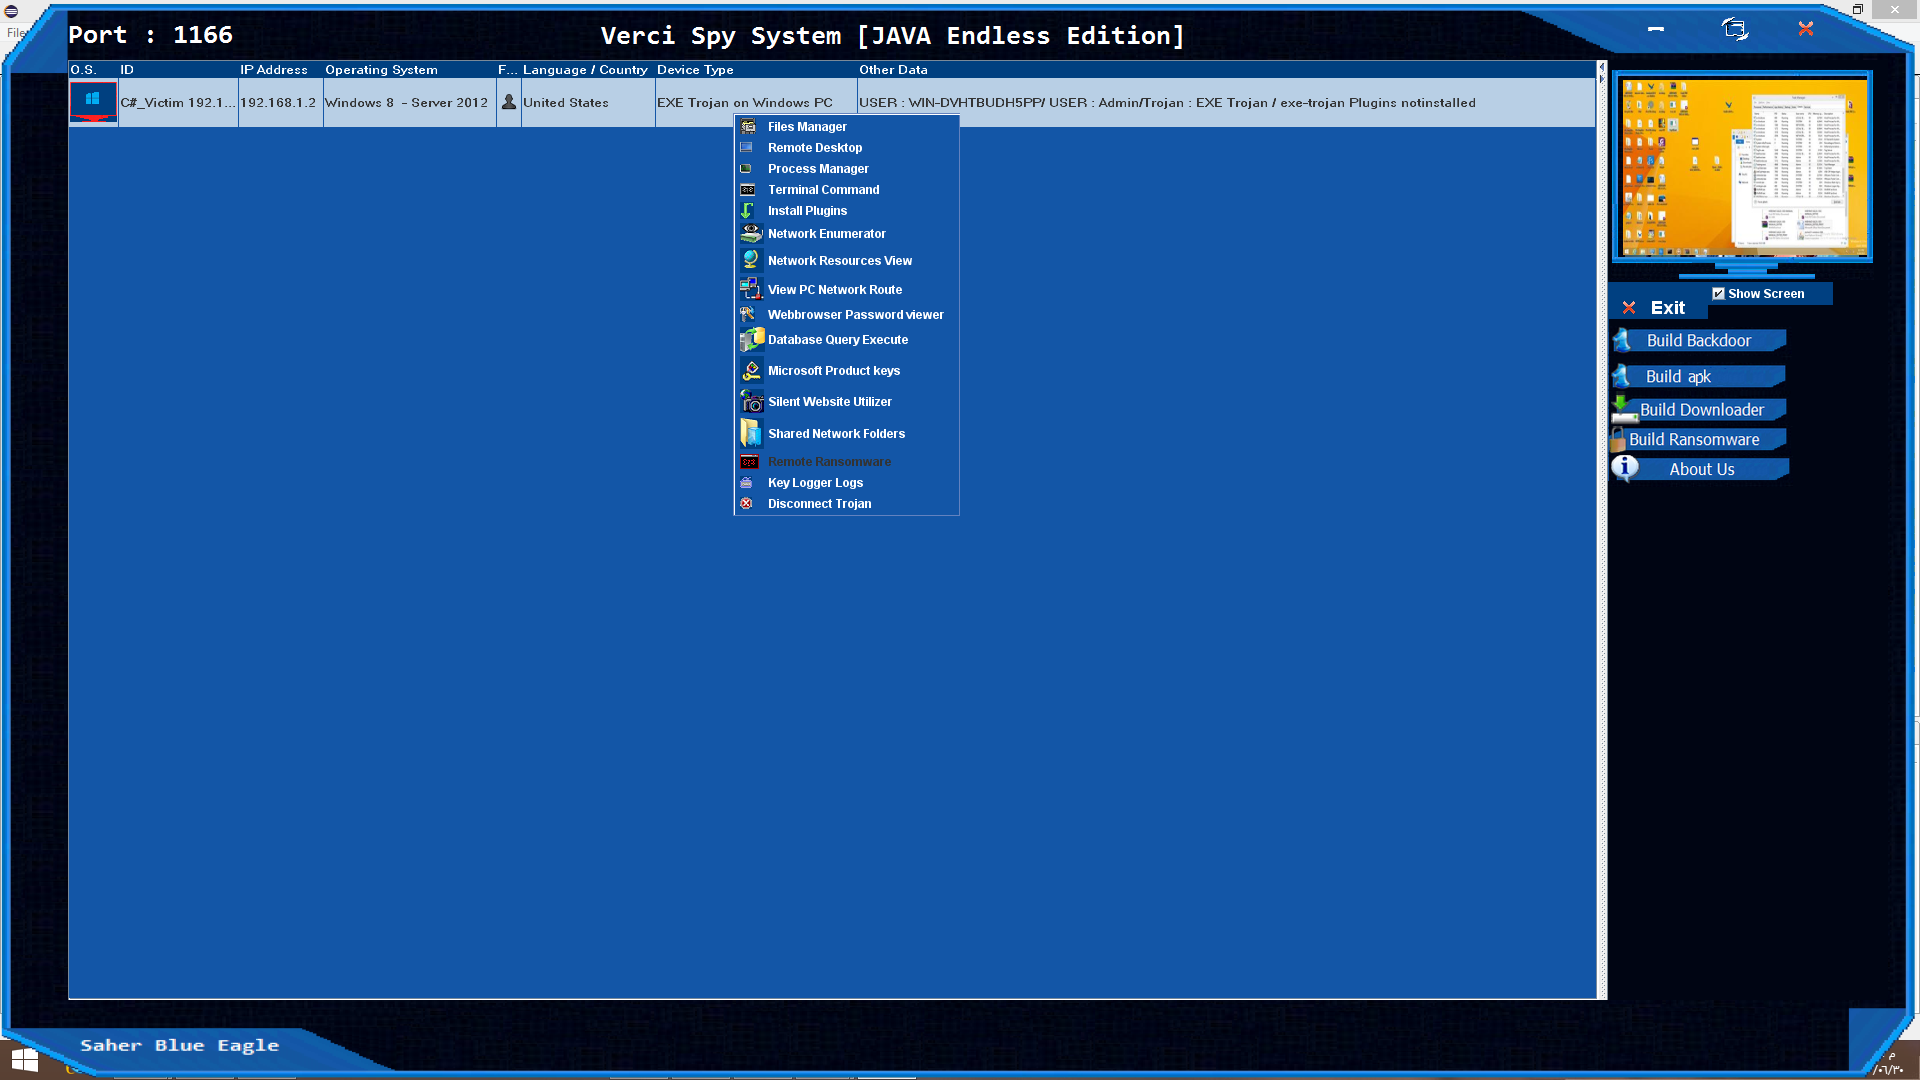 File
Port : 1166
Verci Spy System [JAVA Endless Edition]
O.S. ID IP Address Operating System F... Language / Country Device Type Other Data
C#_Victim 192.1... 192.168.1.2 Windows 8 - Server 2012 United States EXE Trojan on Windows PC USER : WIN-DVHTBUDH5PP/ USER : Admin/Trojan : EXE Trojan / exe-trojan Plugins notinstalled
Files Manager
Remote Desktop
Process Manager
Terminal Command
Install Plugins
Network Enumerator
Network Resources View
View PC Network Route
Webbrowser Password viewer
Database Query Execute
Microsoft Product keys
Silent Website Utilizer
Shared Network Folders
Remote Ransomware
Key Logger Logs
Disconnect Trojan
Show Screen
Exit
Build Backdoor
Build apk
Build Downloader
Build Ransomware
About Us
Saher Blue Eagle